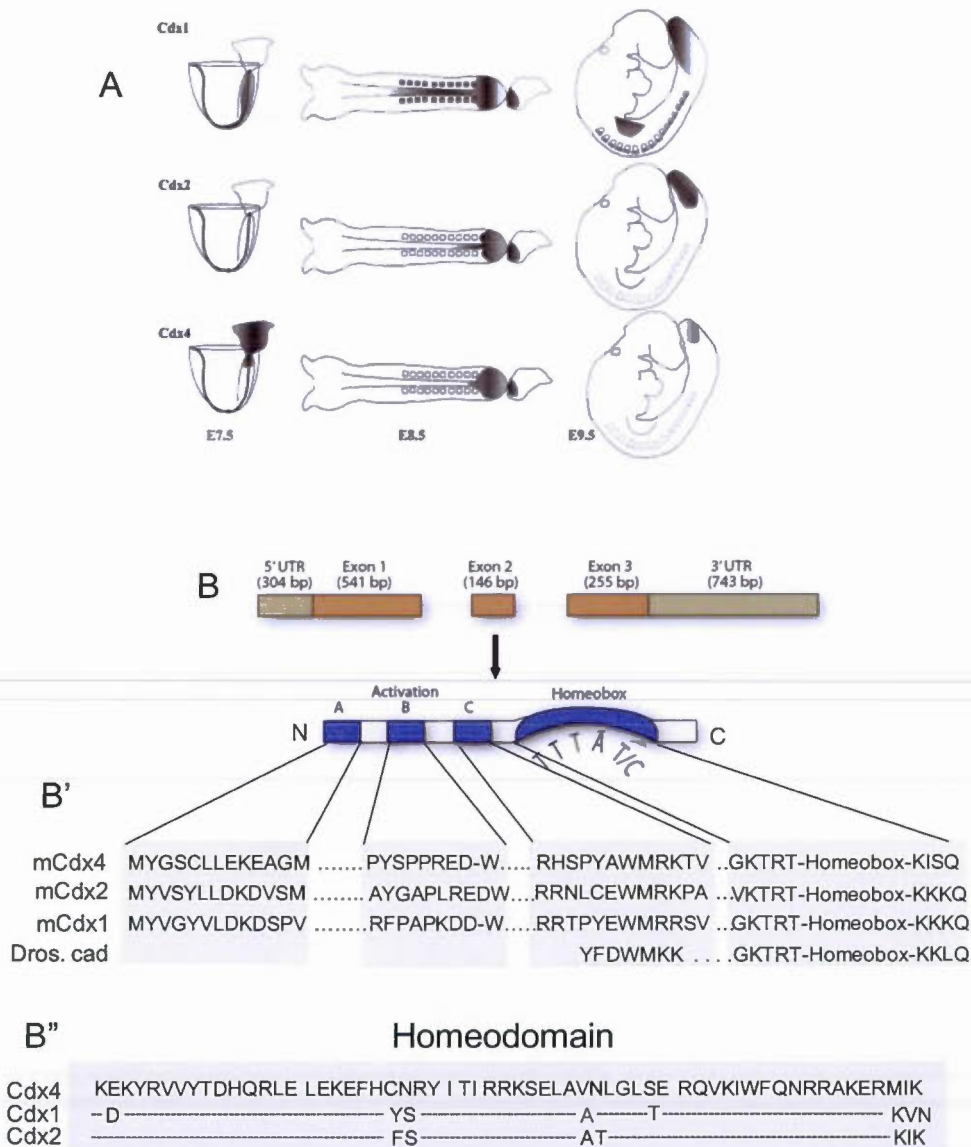 Cdx1
A
Cdx2
Cdx4
E7.5 E8.5 E9.5
B
5' UTR Exon 1 Exon 2 Exon 3 3' UTR
(304 bp) (541 bp) (146 bp) (255 bp) (743 bp)
Activation Homeobox
A B C
N C
T T T A T/C
B'
mCdx4 MYGSCLLEKEAGM ........ PYSPPRED-W ....RHSPYAWMRKTV ..GKTRT-Homeobox-KISQ
mCdx2 MYVSYLLDKDVSM ........ AYGAPLREDW ....RRNLCEWMRKPA ...VKTRT-Homeobox-KKKQ
mCdx1 MYVGYVLDKDSPV ........ RFPAPKDD-W ....RRTPYEWMRRSV ...GKTRT-Homeobox-KKKQ
Dros. cad YFDWMKK . . . .GKTRT-Homeobox-KKLQ
B"
Homeodomain
Cdx4 KEKYRVVYTDHQRLE LEKEFHCNRY I TI RRKSELAVNLGLSE RQVKIWFQNRRAKERMIK
Cdx1 --D----YS----A----T----KVN
Cdx2 ----FS----AT----KIK